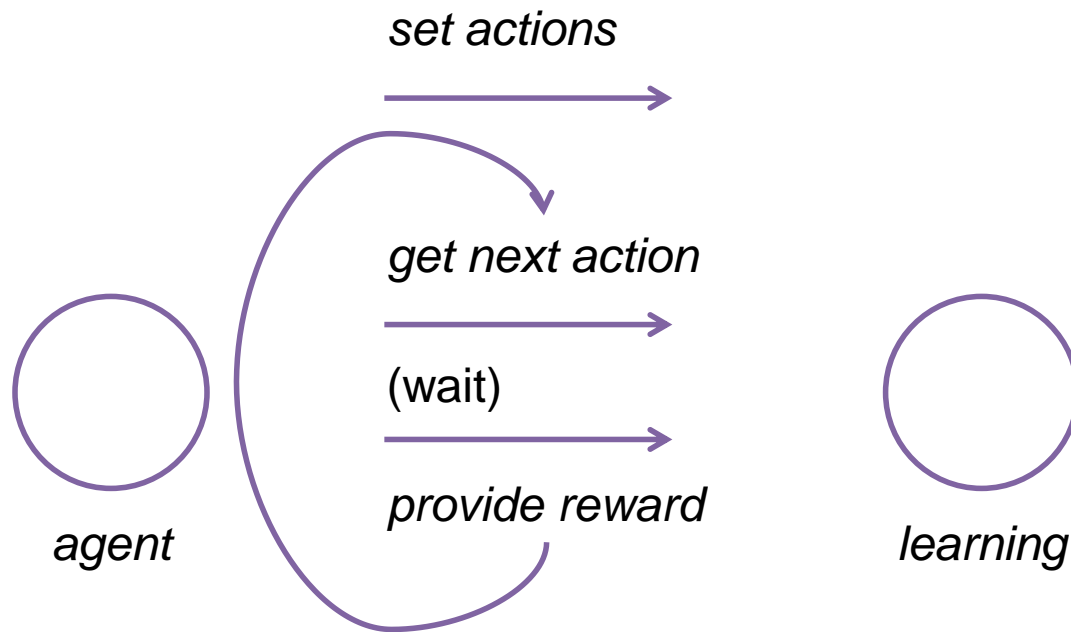 set actions
get next action
(wait)
provide reward
agent
learning